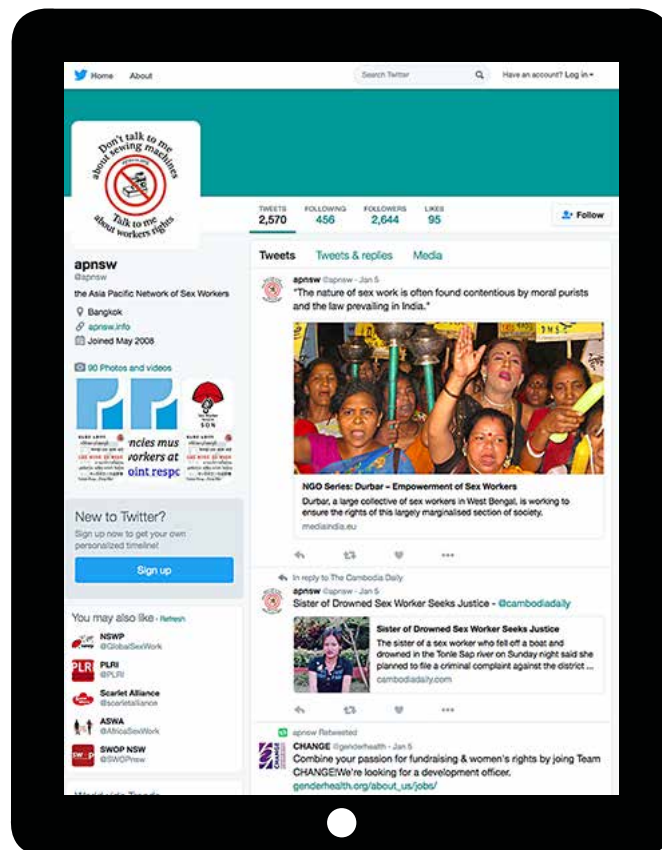 Home About Search Twitter Have an account? Log in
Don't talk to me
about sewing machines
Talk to me
about workers rights
TWEETS FOLLOWING FOLLOWERS LIKES
2,570 456 2,644 95
Follow
apnsw
@apnsw
the Asia Pacific Network of Sex Workers
Bangkok
apnsw.info
Joined May 2008
90 Photos and videos
SON
ncies mus
workers at
oint respc
New to Twitter?
Sign up now to get your own
personalized timeline!
Sign up
You may also like · Refresh
NSWP
@GlobalSexWork
PLRI
PLRI
@PLRI
Scarlet Alliance
@scarletalliance
ASWA
@AfricaSexWork
SWOP NSW
@SWOPnsw
Tweets Tweets & replies Media
apnsw @apnsw · Jan 5
"The nature of sex work is often found contentious by moral purists
and the law prevailing in India."
DMSC
NGO Series: Durbar – Empowerment of Sex Workers
Durbar, a large collective of sex workers in West Bengal, is working to
ensure the rights of this largely marginalised section of society.
mediaindia.eu
In reply to The Cambodia Daily
apnsw @apnsw · Jan 5
Sister of Drowned Sex Worker Seeks Justice - @cambodiadaily
Sister of Drowned Sex Worker Seeks Justice
The sister of a sex worker who fell off a boat and
drowned in the Tonle Sap river on Sunday night said she
planned to file a criminal complaint against the district ...
cambodiadaily.com
apnsw Retweeted
CHANGE
CHANGE @genderhealth · Jan 5
Combine your passion for fundraising & women's rights by joing Team
CHANGE!We're looking for a development officer.
genderhealth.org/about_us/jobs/